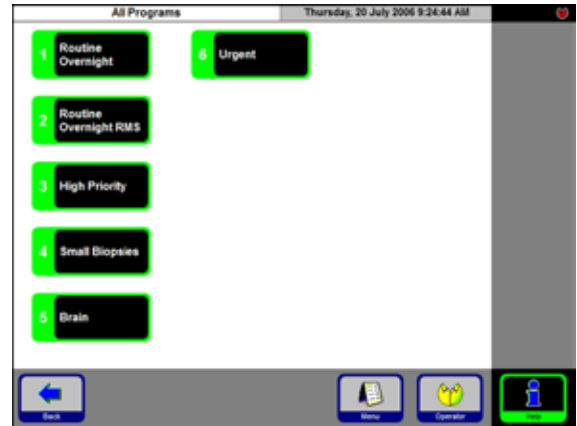 All Programs
Thursday, 20 July 2006 9:24:44 AM
1 Routine
Overnight
6 Urgent
2 Routine
Overnight RMS
3 High Priority
4 Small Biopsies
5 Brain
Back
Menu
Operator
Help